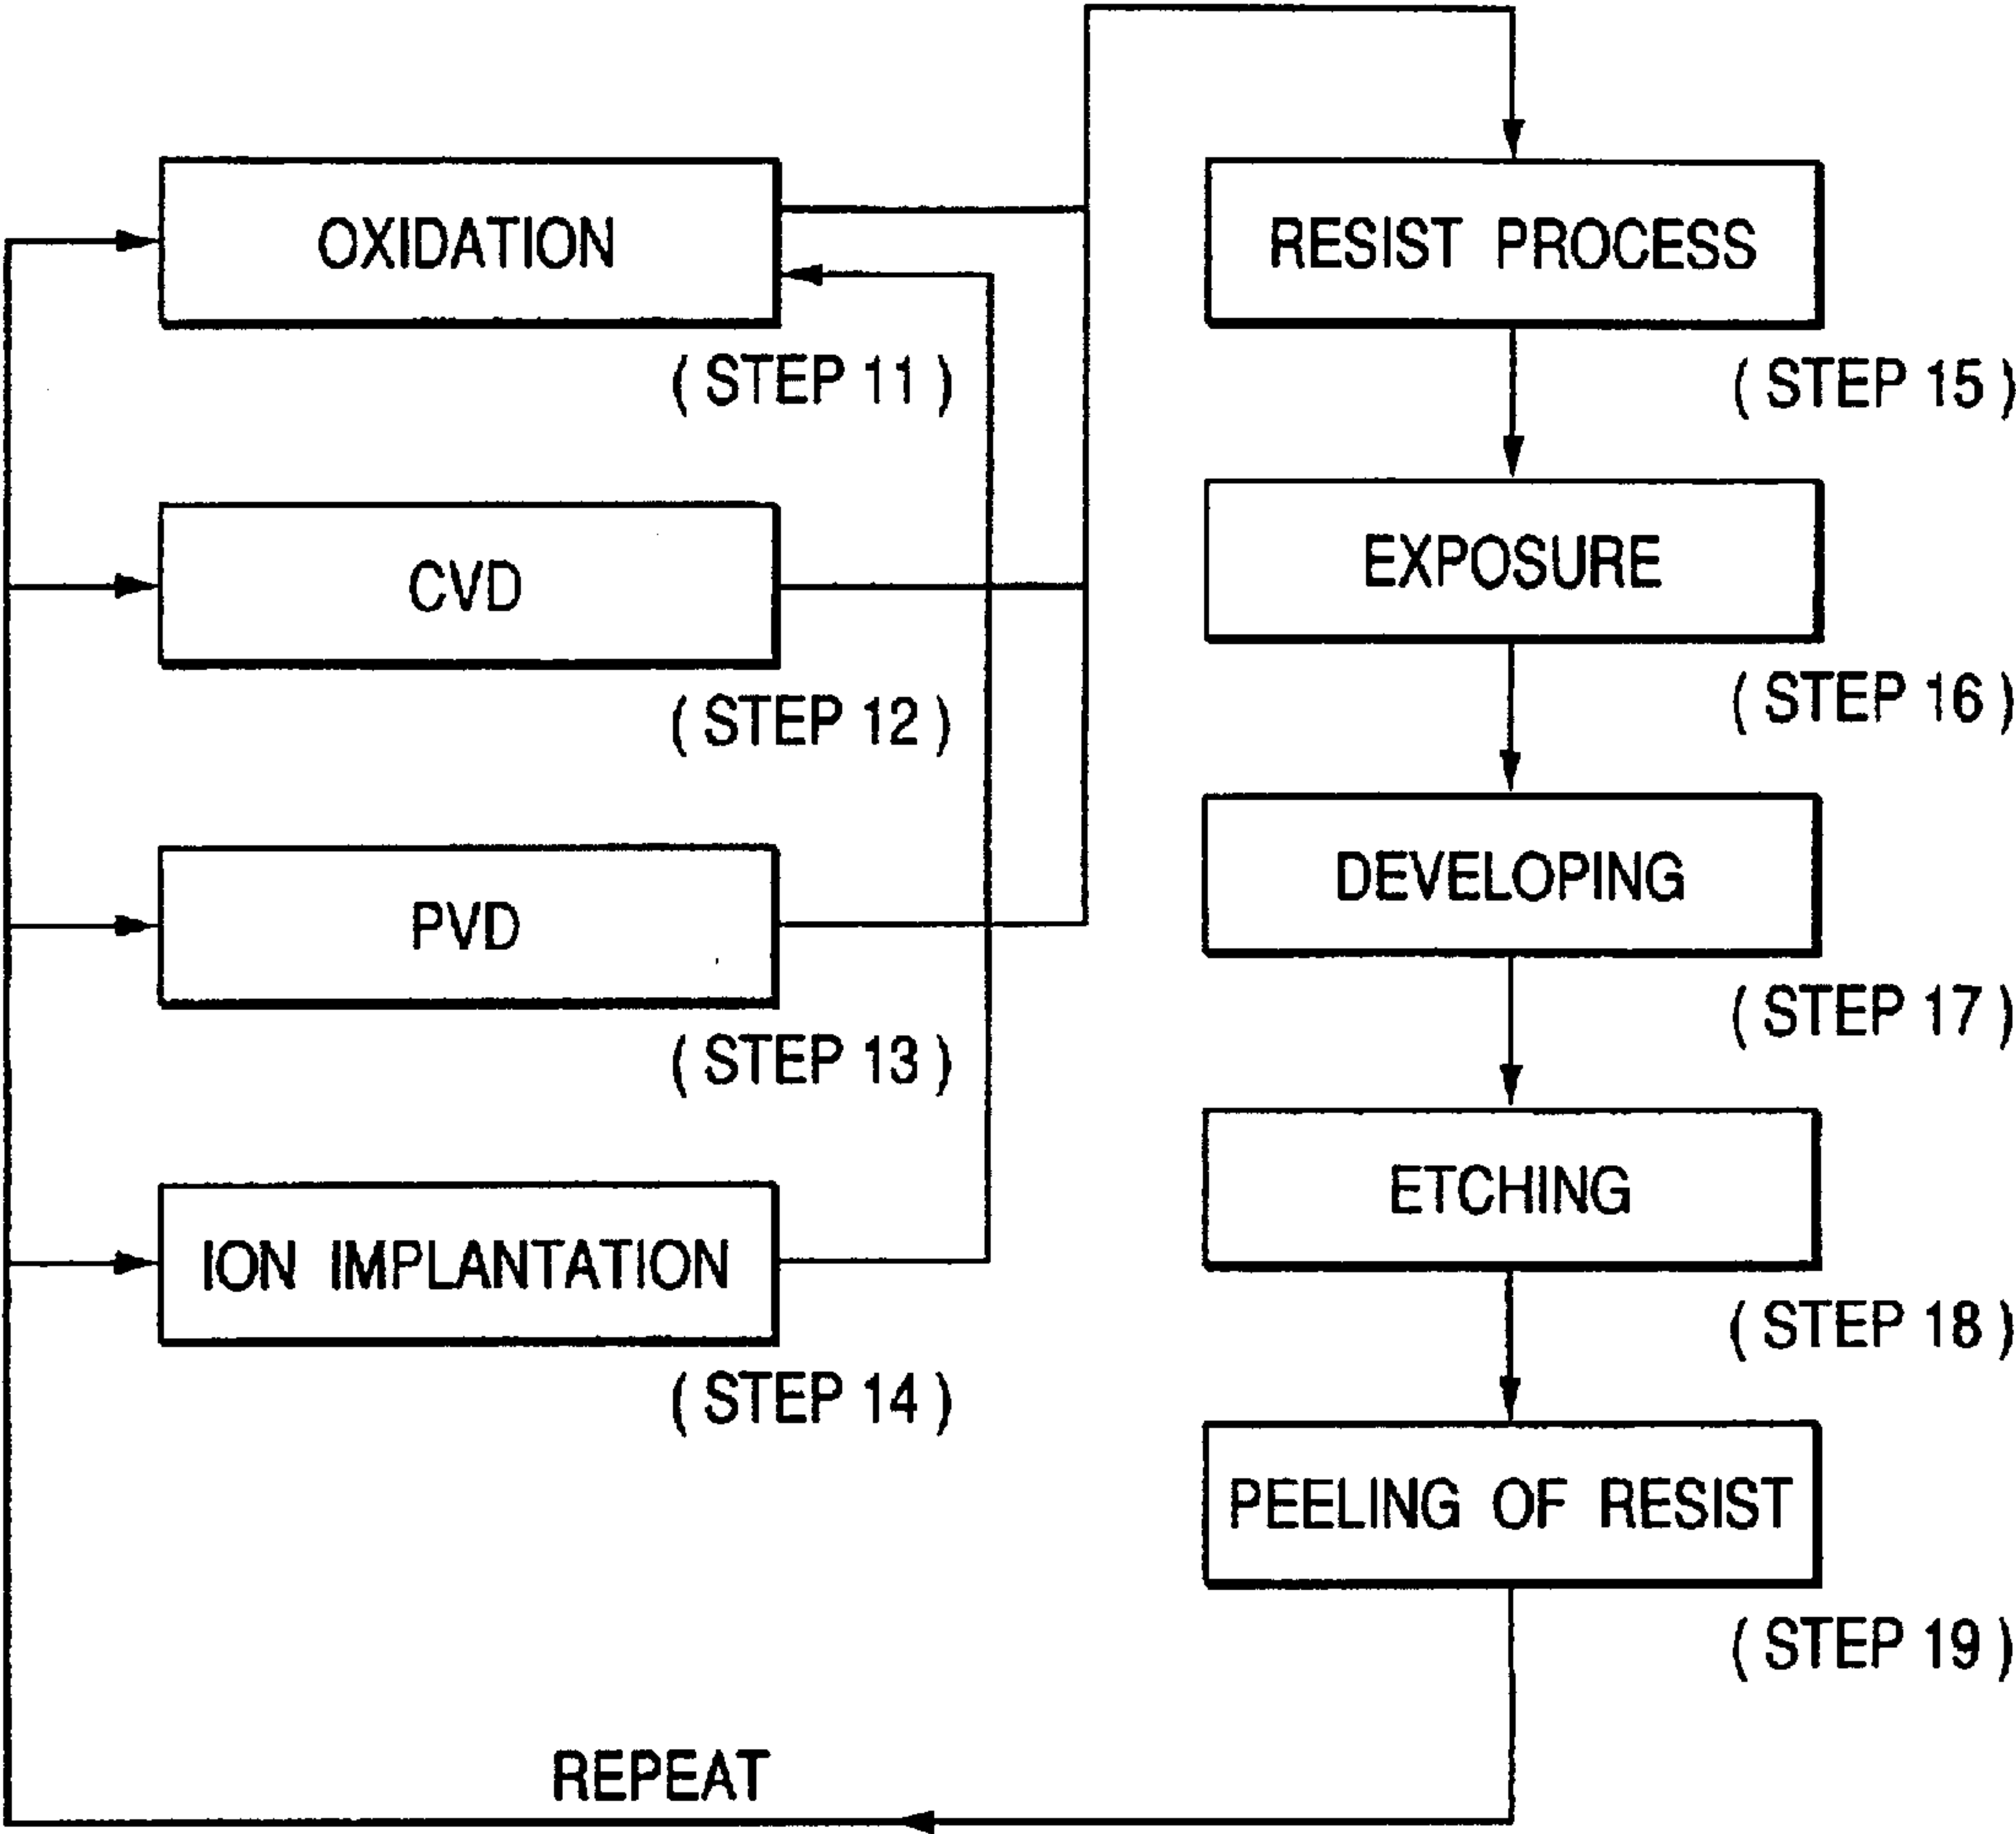 OXIDATION
( STEP 11 )
CVD
( STEP 12 )
PVD
( STEP 13 )
ION IMPLANTATION
( STEP 14 )
RESIST PROCESS
( STEP 15 )
EXPOSURE
( STEP 16 )
DEVELOPING
( STEP 17 )
ETCHING
( STEP 18 )
PEELING OF RESIST
( STEP 19 )
REPEAT